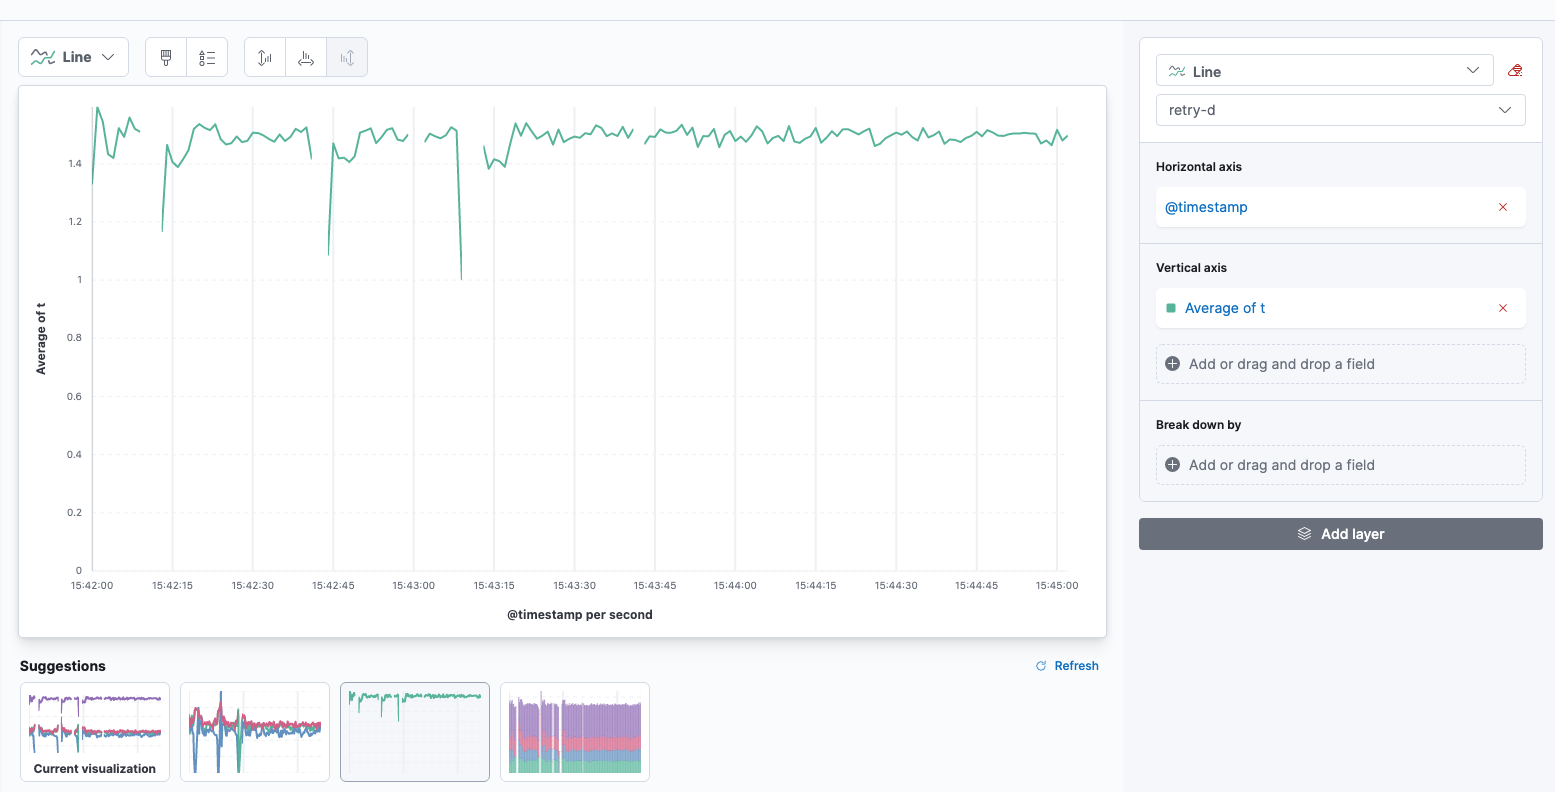 Line
Line
retry-d
Horizontal axis
@timestamp
Vertical axis
Average of t
Add or drag and drop a field
Break down by
Add or drag and drop a field
Add layer
Average of t
1.4
1.2
1
0.8
0.6
0.4
0.2
0
15:42:00 15:42:15 15:42:30 15:42:45 15:43:00 15:43:15 15:43:30 15:43:45 15:44:00 15:44:15 15:44:30 15:44:45 15:45:00
@timestamp per second
Suggestions
Refresh
Current visualization